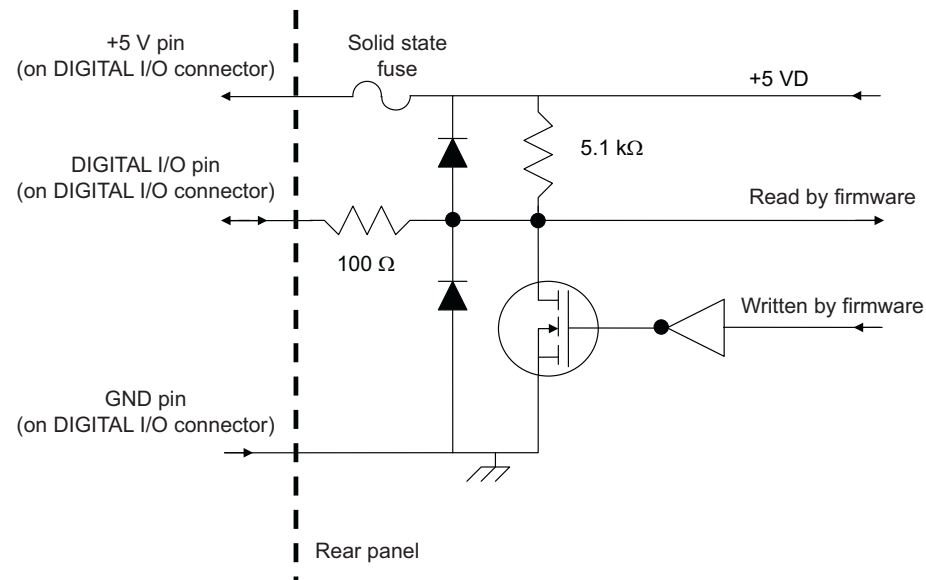 +5 V pin
(on DIGITAL I/O connector)
Solid state
fuse
+5 VD
5.1 kΩ
DIGITAL I/O pin
(on DIGITAL I/O connector)
Read by firmware
100 Ω
Written by firmware
GND pin
(on DIGITAL I/O connector)
Rear panel